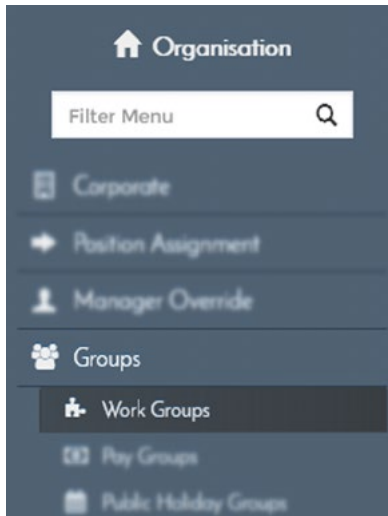 Organisation
Filter Menu
Corporate
Position Assignment
Manager Override
Groups
Work Groups
Pay Groups
Public Holiday Groups